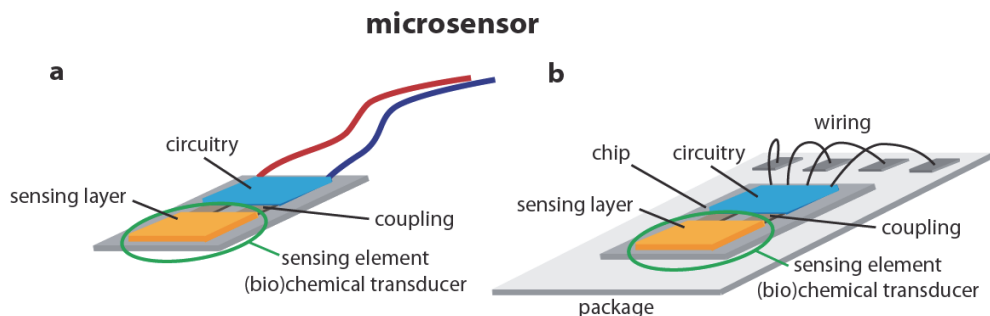 microsensor
a
circuitry
sensing layer
coupling
sensing element
(bio)chemical transducer
b
wiring
chip
circuitry
sensing layer
coupling
sensing element
(bio)chemical transducer
package